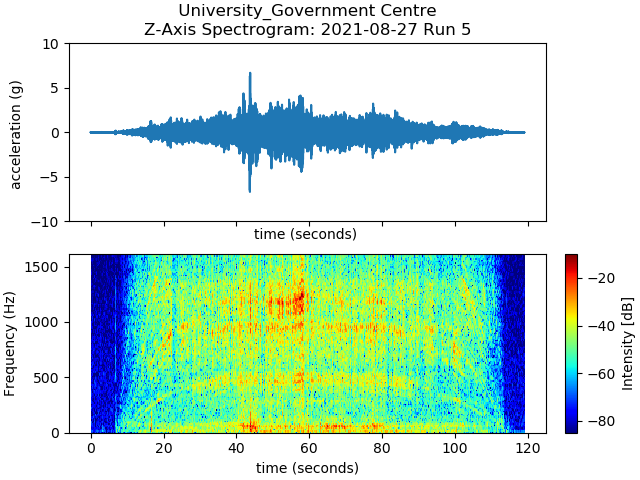 University_Government Centre
Z-Axis Spectrogram: 2021-08-27 Run 5
10
5
0
−5
−10
acceleration (g)
time (seconds)
1500
1000
500
0
Frequency (Hz)
0 20 40 60 80 100 120
time (seconds)
−20
−40
−60
−80
Intensity [dB]